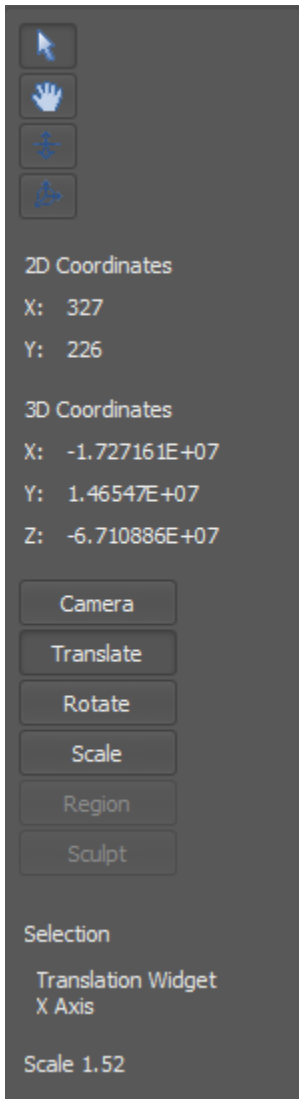 2D Coordinates
X: 327
Y: 226
3D Coordinates
X: -1.727161E+07
Y: 1.46547E+07
Z: -6.710886E+07
Camera
Translate
Rotate
Scale
Region
Sculpt
Selection
Translation Widget
X Axis
Scale 1.52